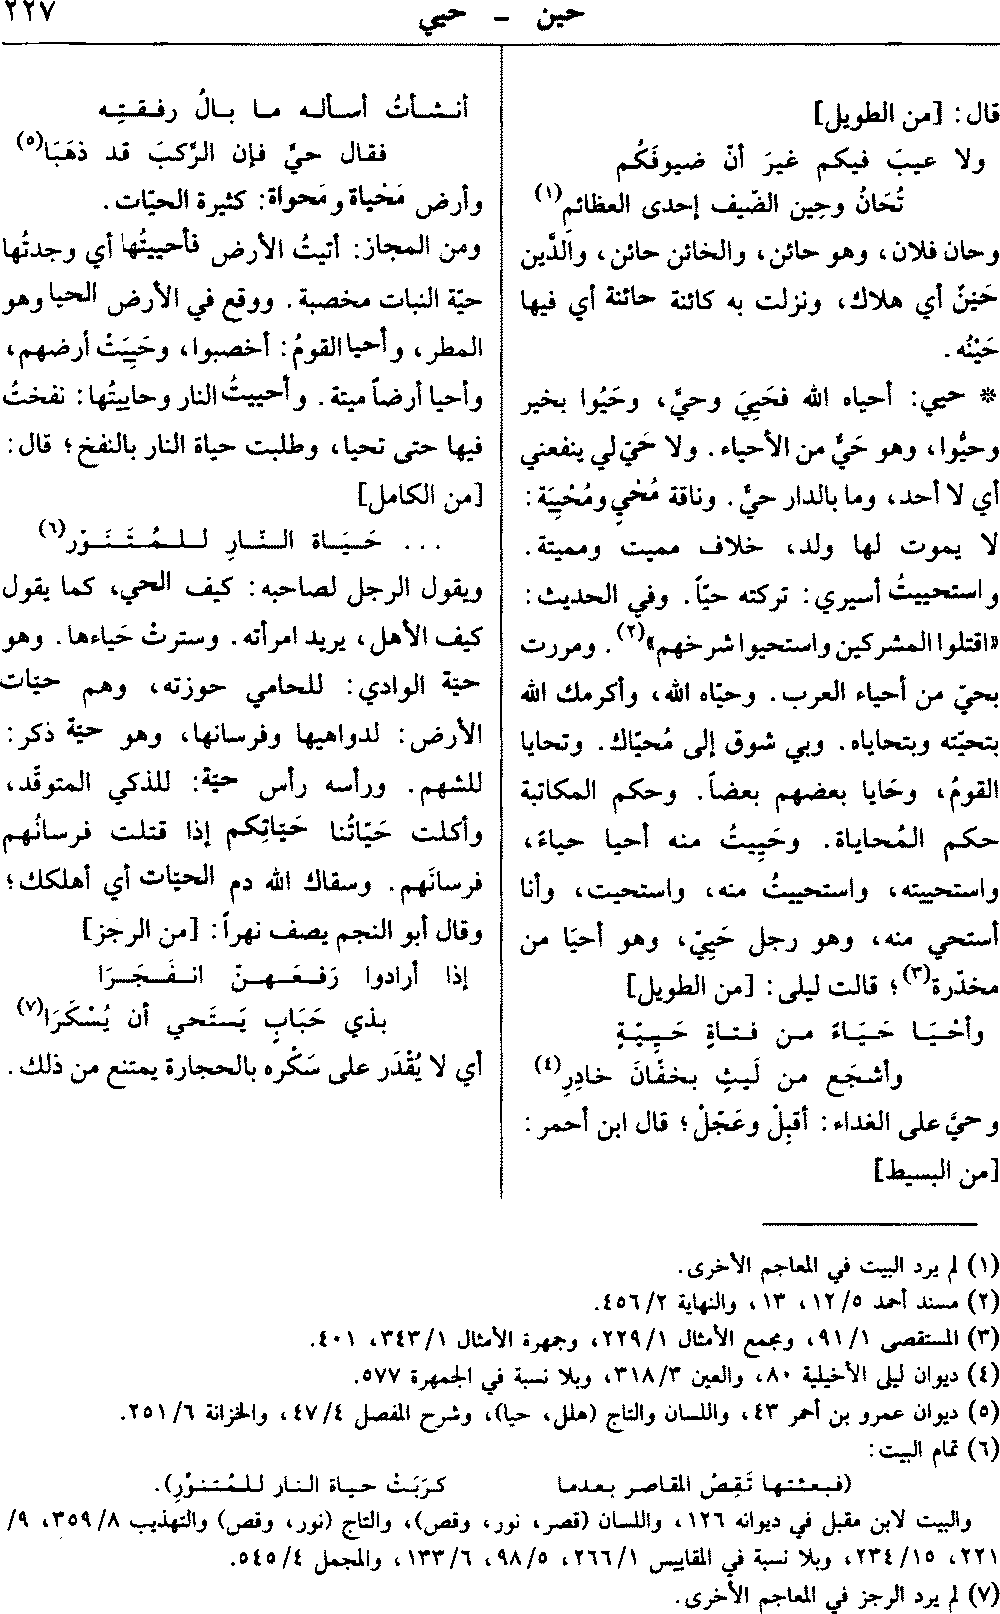 حين - حيي
٢٢٧
قال: [من الطويل]
ولا عيبَ فيكم غيرَ أنّ ضيوفَكُم
تُحَانُ وحِين الضّيف إحدى العظائمِ(١)
وحان فلان، وهو حائن، والخائن حائن، والدَّين
حَيْنٌ أي هلاك، ونزلت به كائنة حائنة أي فيها
حَيْنُه.
* حيي: أحياه الله فحَيِيَ وحيَّ، وحَيُوا بخير
وحيُّوا، وهو حَيٌّ من الأحياء. ولا حَيّ لي ينفعني
أي لا أحد، وما بالدار حيٌّ. وناقة مُحْيٍ ومُحْيِيَة:
لا يموت لها ولد، خلاف مميت ومميتة.
واستحييتُ أسيري: تركته حيّاً. وفي الحديث:
«اقتلوا المشركين واستحيوا شرخهم»(٢). ومررت
بحيّ من أحياء العرب. وحيّاه الله، وأكرمك الله
بتحيّته وبتحاياه. وبي شوق إلى مُحيّاك. وتحايا
القومُ، وحَايا بعضهم بعضاً. وحكم المكاتبة
حكم المُحاياة. وحَيِيتُ منه أحيا حياءً،
واستحييته، واستحييتُ منه، واستحيت، وأنا
أستحي منه، وهو رجل حَيِيّ، وهو أحيَا من
مخدّرة(٣)؛ قالت ليلى: [من الطويل]
وأحْيَا حَيَاءً من فتاةٍ حَيِيّةٍ
وأشجَع من لَيثٍ بخفّانَ خادِرِ(٤)
وحيَّ على الغداء: أقبِلْ وعَجّلْ؛ قال ابن أحمر:
[من البسيط]
أنشأتُ أسأله ما بالُ رفقتِه
فقال حيَّ فإن الرَّكبَ قد ذهَبَا(٥)
وأرض مَحْياة ومَحواة: كثيرة الحيّات.
ومن المجاز: أتيتُ الأرض فأحييتُها أي وجدتُها
حيّة النبات مخصبة. ووقع في الأرض الحيا وهو
المطر، وأحيا القومُ: أخصبوا، وحَيِيَتْ أرضهم،
وأحيا أرضاً ميتة. وأحييتُ النار وحاييتُها: نفختُ
فيها حتى تحيا، وطلبت حياة النار بالنفخ؛ قال:
[من الكامل]
... حَيَاة النّارِ للمُتَنَوّر(٦)
ويقول الرجل لصاحبه: كيف الحي، كما يقول
كيف الأهل، يريد امرأته. وسترتْ حَياءها. وهو
حيّة الوادي: للحامي حوزته، وهم حيّات
الأرض: لدواهيها وفرسانها، وهو حيّة ذكر:
للشهم. ورأسه رأس حيّة: للذكي المتوقّد،
وأكلت حَيّاتُنا حَيّاتِكم إذا قتلت فرسانُهم
فرسانَهم. وسقاك الله دم الحيّات أي أهلكك؛
وقال أبو النجم يصف نهراً: [من الرجز]
إذا أرادوا رَفعَهنّ انفَجَرَا
بذي حَبَابٍ يَستَحي أن يُسْكَرَا(٧)
أي لا يُقْدَر على سَكْره بالحجارة يمتنع من ذلك.
(١) لم يرد البيت في المعاجم الأخرى.
(٢) مسند أحمد ١٢/٥، ١٣، والنهاية ٤٥٦/٢.
(٣) المستقصى ٩١/١، ومجمع الأمثال ٢٢٩/١، وجمهرة الأمثال ٣٤٣/١، ٤٠١.
(٤) ديوان ليلى الأخيلية ٨٠، والعين ٣١٨/٣، وبلا نسبة في الجمهرة ٥٧٧.
(٥) ديوان عمرو بن أحمر ٤٣، واللسان والتاج (هلل، حيا)، وشرح المفصل ٤٧/٤، والخزانة ٢٥١/٦.
(٦) تمام البيت:
(فبعثتها تَقِصُ المقاصر بعدما كرَبَتْ حياة النار للمُتنوّرِ).
والبيت لابن مقبل في ديوانه ١٢٦، واللسان (قصر، نور، وقص)، والتاج (نور، وقص) والتهذيب ٣٥٩/٨، ٩/
٢٢١، ٢٣٤/١٥، وبلا نسبة في المقاييس ٢٦٦/١، ٩٨/٥، ١٣٣/٦، والمجمل ٥٤٥/٤.
(٧) لم يرد الرجز في المعاجم الأخرى.